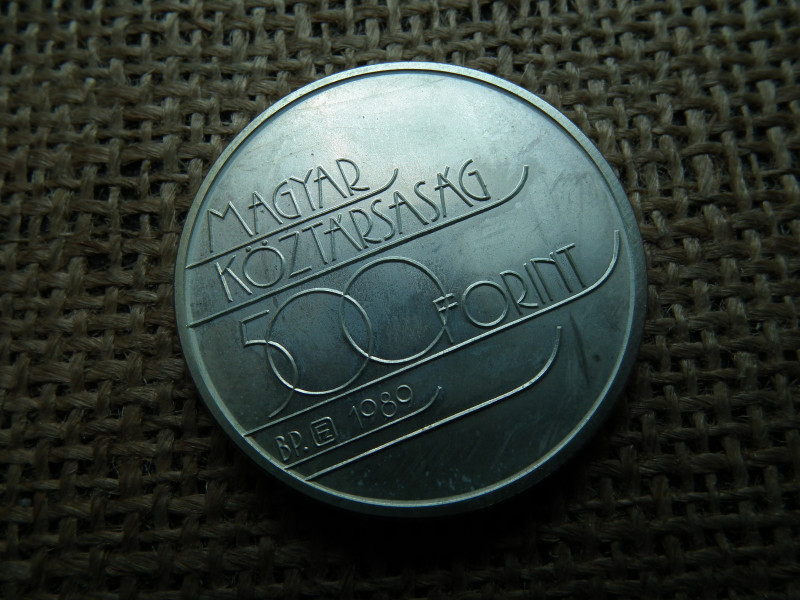 MAGYAR
KÖZTÁRSASÁG
500 FORINT
BP. E 1989